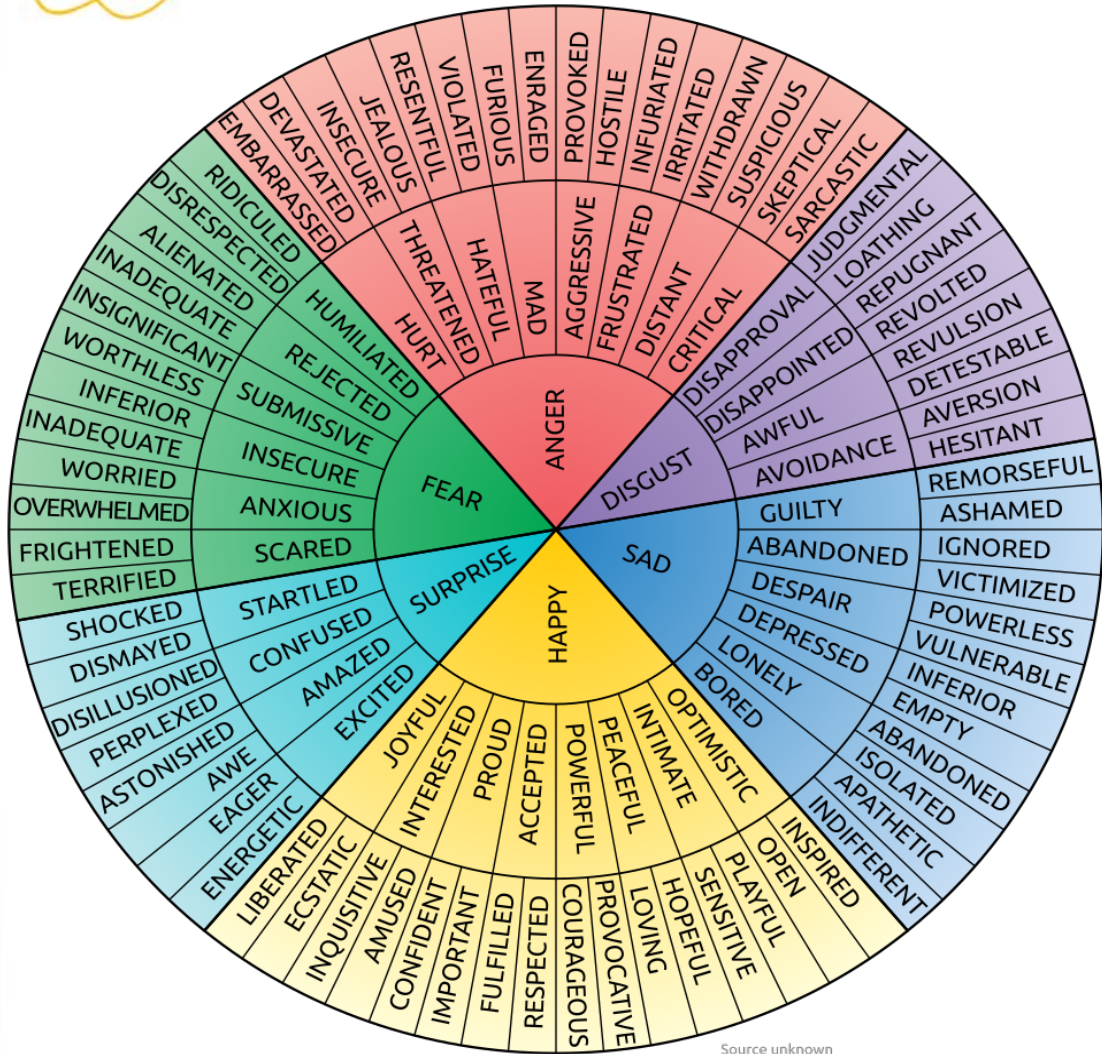 ANGER
HURT
THREATENED
HATEFUL
MAD
AGGRESSIVE
FRUSTRATED
DISTANT
CRITICAL
EMBARRASSED
DEVASTATED
INSECURE
JEALOUS
RESENTFUL
VIOLATED
FURIOUS
ENRAGED
PROVOKED
HOSTILE
INFURIATED
IRRITATED
WITHDRAWN
SUSPICIOUS
SKEPTICAL
SARCASTIC
DISGUST
DISAPPROVAL
DISAPPOINTED
AWFUL
AVOIDANCE
JUDGMENTAL
LOATHING
REPUGNANT
REVOLTED
REVULSION
DETESTABLE
AVERSION
HESITANT
SAD
GUILTY
ABANDONED
DESPAIR
DEPRESSED
LONELY
BORED
REMORSEFUL
ASHAMED
IGNORED
VICTIMIZED
POWERLESS
VULNERABLE
INFERIOR
EMPTY
ABANDONED
ISOLATED
APATHETIC
INDIFFERENT
HAPPY
OPTIMISTIC
INTIMATE
PEACEFUL
POWERFUL
ACCEPTED
PROUD
INTERESTED
JOYFUL
INSPIRED
OPEN
PLAYFUL
SENSITIVE
HOPEFUL
LOVING
PROVOCATIVE
COURAGEOUS
RESPECTED
FULFILLED
IMPORTANT
CONFIDENT
AMUSED
INQUISITIVE
ECSTATIC
LIBERATED
SURPRISE
EXCITED
AMAZED
CONFUSED
STARTLED
ENERGETIC
EAGER
AWE
ASTONISHED
PERPLEXED
DISILLUSIONED
DISMAYED
SHOCKED
FEAR
SCARED
ANXIOUS
INSECURE
SUBMISSIVE
REJECTED
HUMILIATED
TERRIFIED
FRIGHTENED
OVERWHELMED
WORRIED
INADEQUATE
INFERIOR
WORTHLESS
INSIGNIFICANT
INADEQUATE
ALIENATED
DISRESPECTED
RIDICULED
Source unknown